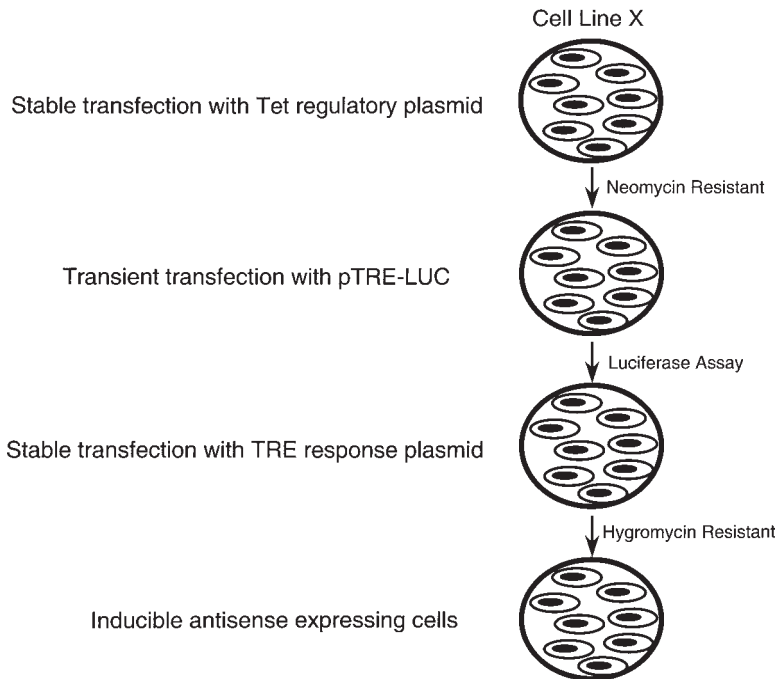 Cell Line X
Stable transfection with Tet regulatory plasmid
Neomycin Resistant
Transient transfection with pTRE-LUC
Luciferase Assay
Stable transfection with TRE response plasmid
Hygromycin Resistant
Inducible antisense expressing cells